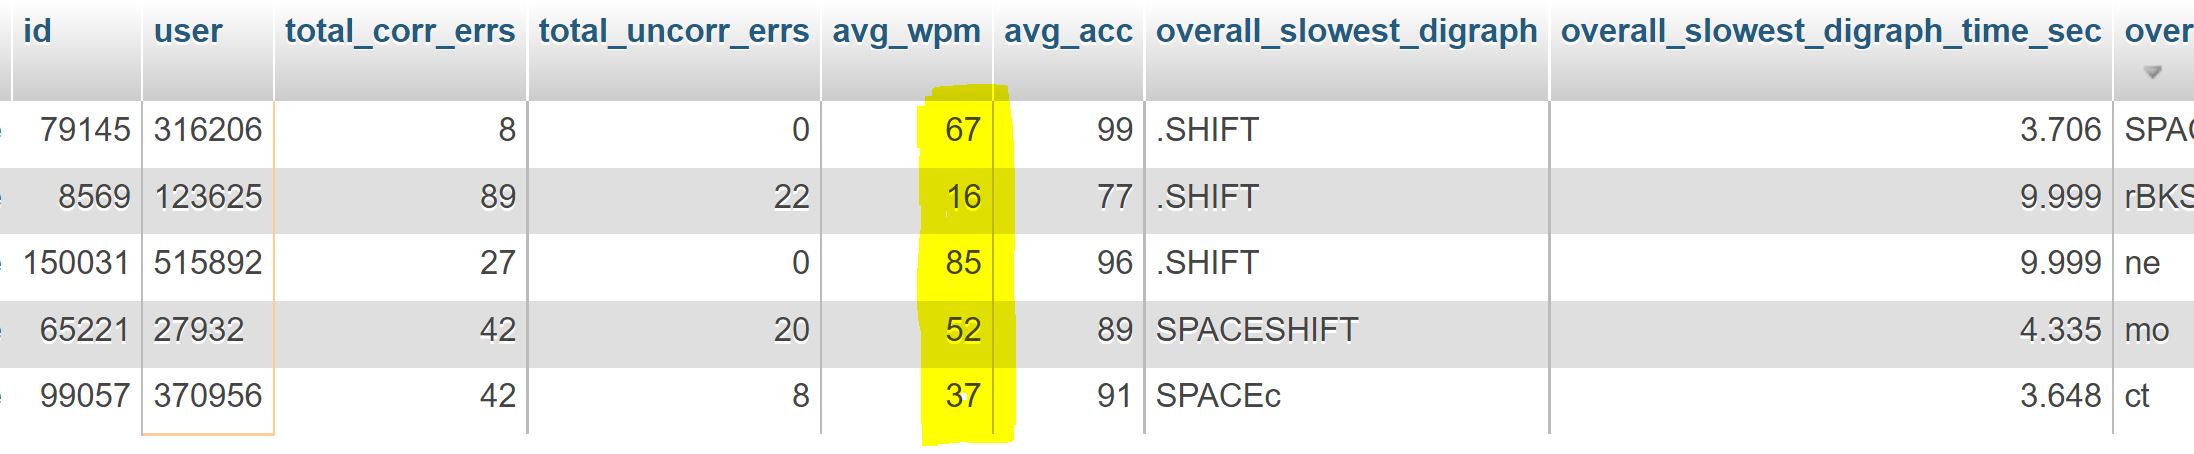 id user total_corr_errs total_uncorr_errs avg_wpm avg_acc overall_slowest_digraph overall_slowest_digraph_time_sec over
79145 316206 8 0 67 99 .SHIFT 3.706 SPAC
8569 123625 89 22 16 77 .SHIFT 9.999 rBKS
150031 515892 27 0 85 96 .SHIFT 9.999 ne
65221 27932 42 20 52 89 SPACESHIFT 4.335 mo
99057 370956 42 8 37 91 SPACEc 3.648 ct